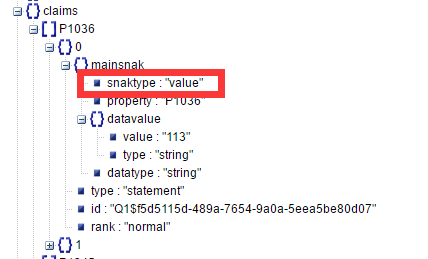 claims
P1036
0
mainsnak
snaktype : "value"
property : "P1036"
datavalue
value : "113"
type : "string"
datatype : "string"
type : "statement"
id : "Q1$f5d5115d-489a-7654-9a0a-5eea5be80d07"
rank : "normal"
1